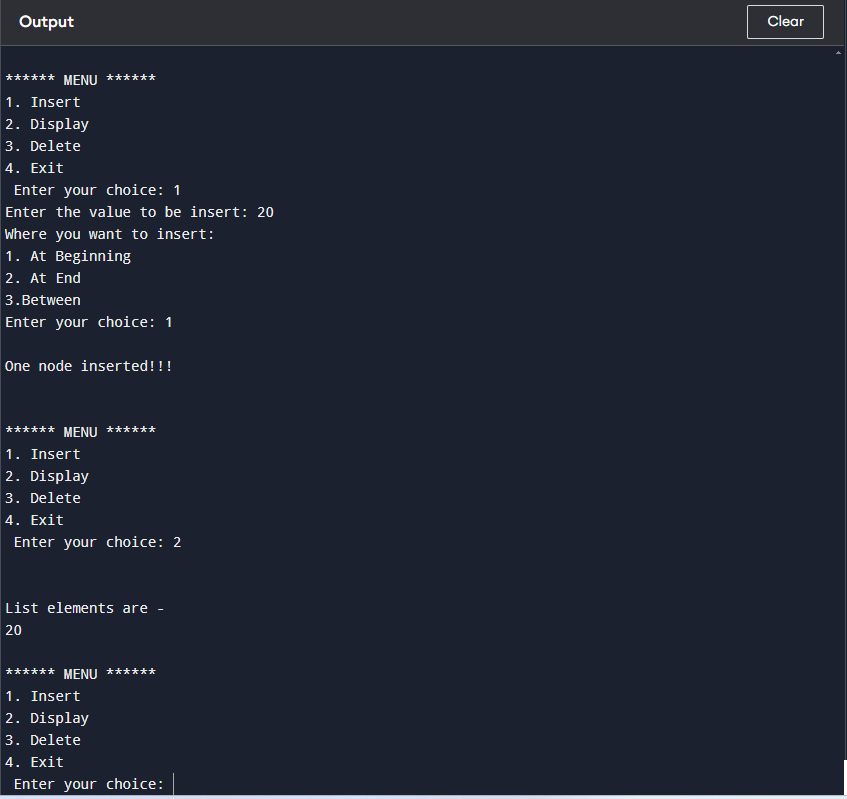 Output
Clear
****** MENU ******
1. Insert
2. Display
3. Delete
4. Exit
Enter your choice: 1
Enter the value to be insert: 20
Where you want to insert:
1. At Beginning
2. At End
3.Between
Enter your choice: 1
One node inserted!!!
****** MENU ******
1. Insert
2. Display
3. Delete
4. Exit
Enter your choice: 2
List elements are -
20
****** MENU ******
1. Insert
2. Display
3. Delete
4. Exit
Enter your choice: